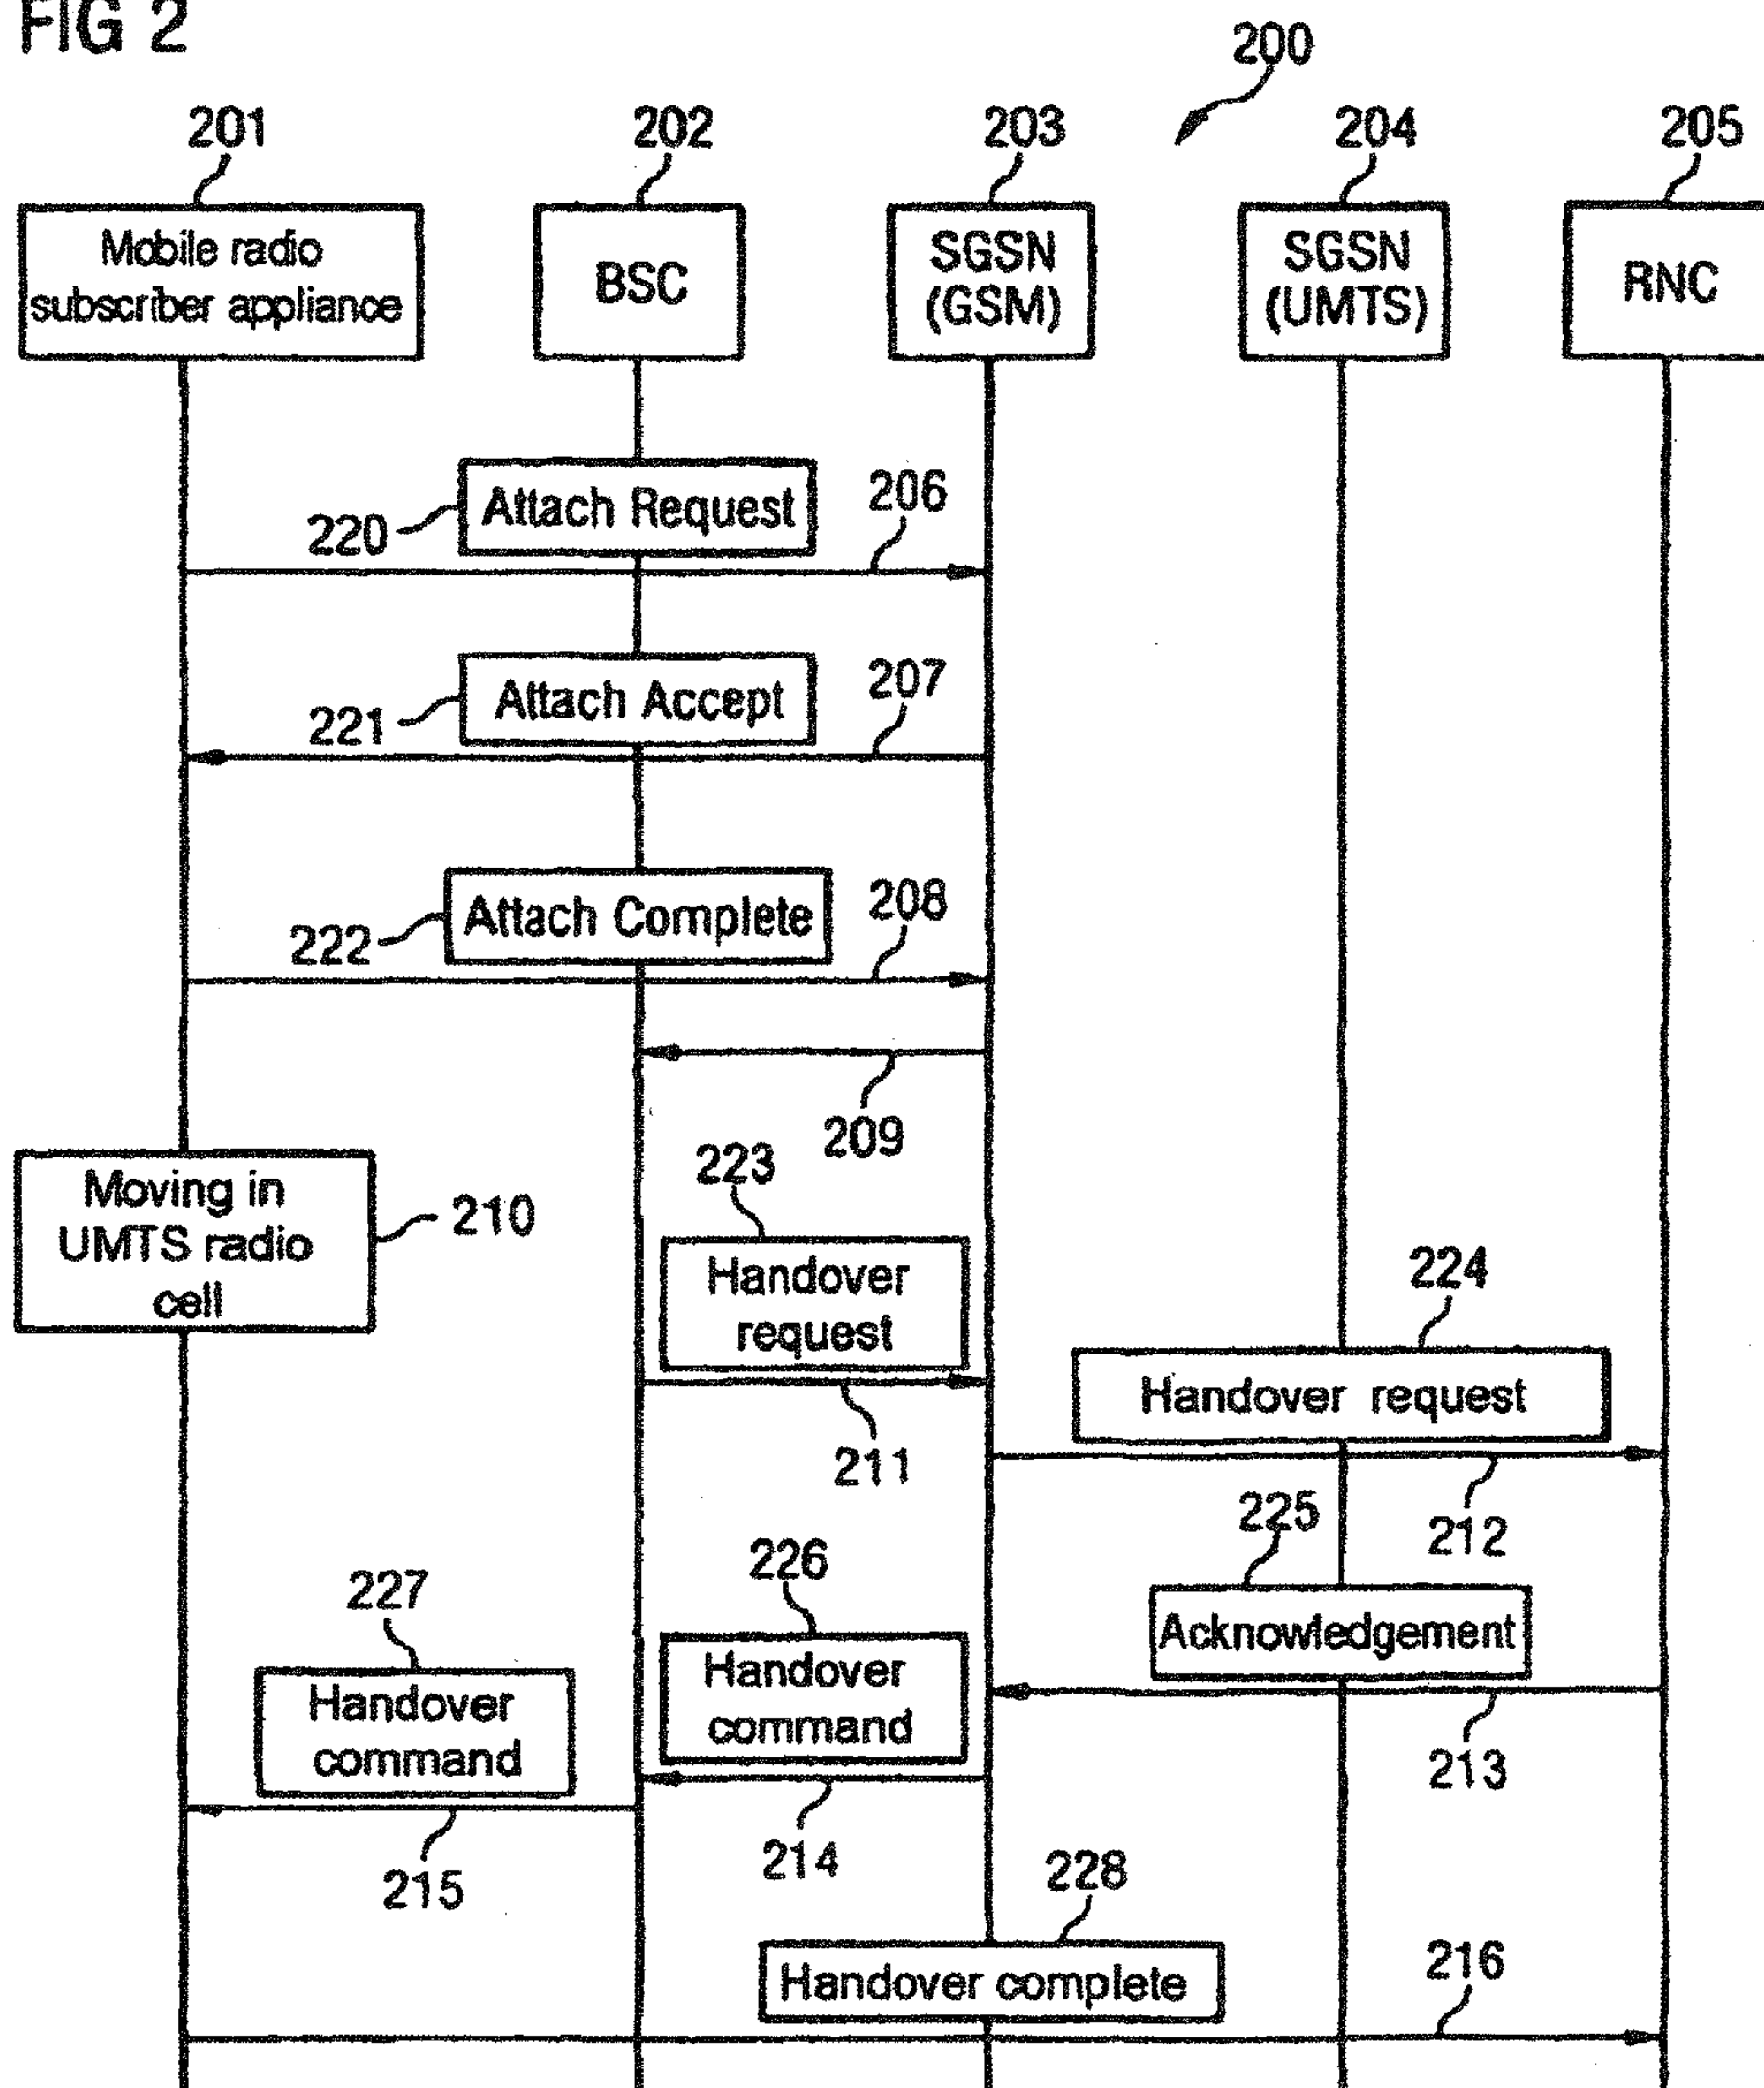 FIG 2
200
201
202
203
204
205
Mobile radio
subscriber appliance
BSC
SGSN
(GSM)
SGSN
(UMTS)
RNC
Attach Request
206
220
Attach Accept
207
221
Attach Complete
208
222
209
223
Moving in
UMTS radio
cell
210
Handover
request
224
Handover request
211
212
225
226
227
Acknowledgement
Handover
command
Handover
command
213
214
215
228
216
Handover complete